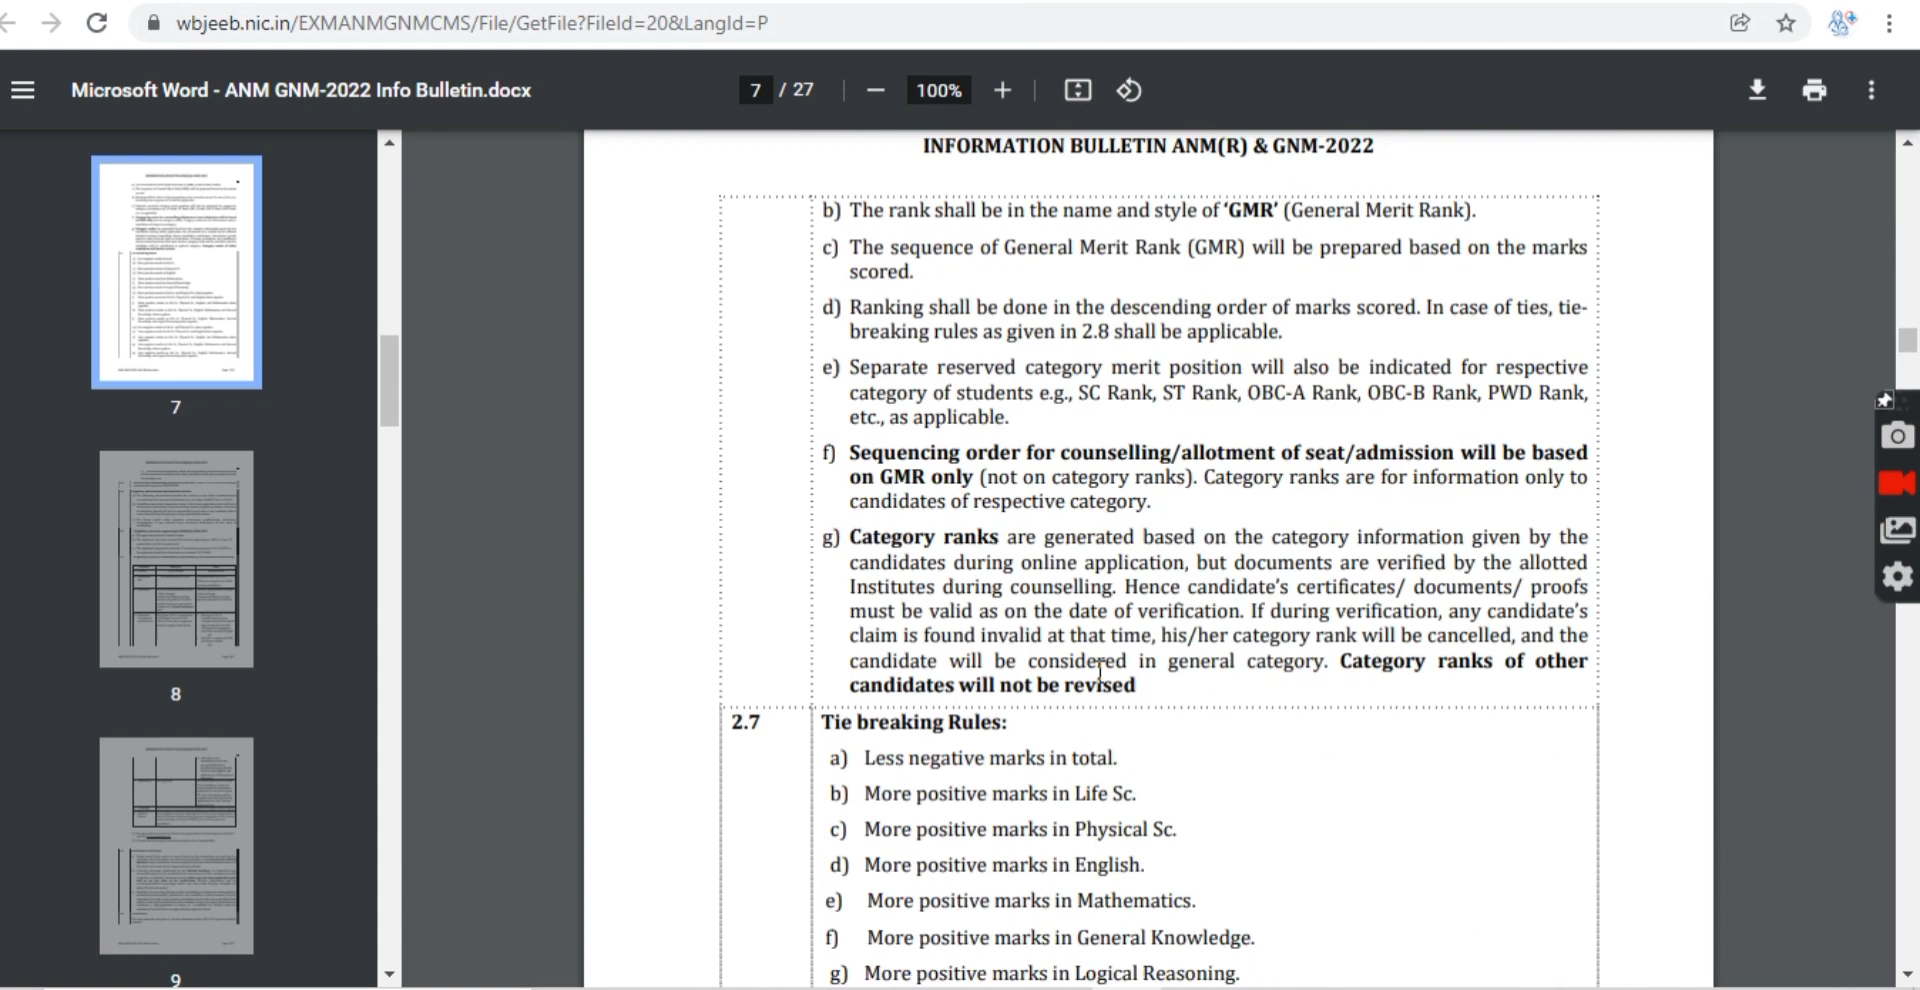 wbjeeb.nic.in/EXMANMGNMCMS/File/GetFile?FileId=20&LangId=P
Microsoft Word - ANM GNM-2022 Info Bulletin.docx
7 / 27
100%
INFORMATION BULLETIN ANM(R) & GNM-2022
b) The rank shall be in the name and style of 'GMR' (General Merit Rank).
c) The sequence of General Merit Rank (GMR) will be prepared based on the marks
scored.
d) Ranking shall be done in the descending order of marks scored. In case of ties, tie-
breaking rules as given in 2.8 shall be applicable.
e) Separate reserved category merit position will also be indicated for respective
category of students e.g., SC Rank, ST Rank, OBC-A Rank, OBC-B Rank, PWD Rank,
etc., as applicable.
f) Sequencing order for counselling/allotment of seat/admission will be based
on GMR only (not on category ranks). Category ranks are for information only to
candidates of respective category.
g) Category ranks are generated based on the category information given by the
candidates during online application, but documents are verified by the allotted
Institutes during counselling. Hence candidate's certificates/ documents/ proofs
must be valid as on the date of verification. If during verification, any candidate's
claim is found invalid at that time, his/her category rank will be cancelled, and the
candidate will be considered in general category. Category ranks of other
candidates will not be revised
2.7 Tie breaking Rules:
a) Less negative marks in total.
b) More positive marks in Life Sc.
c) More positive marks in Physical Sc.
d) More positive marks in English.
e) More positive marks in Mathematics.
f) More positive marks in General Knowledge.
g) More positive marks in Logical Reasoning.
7
8
9